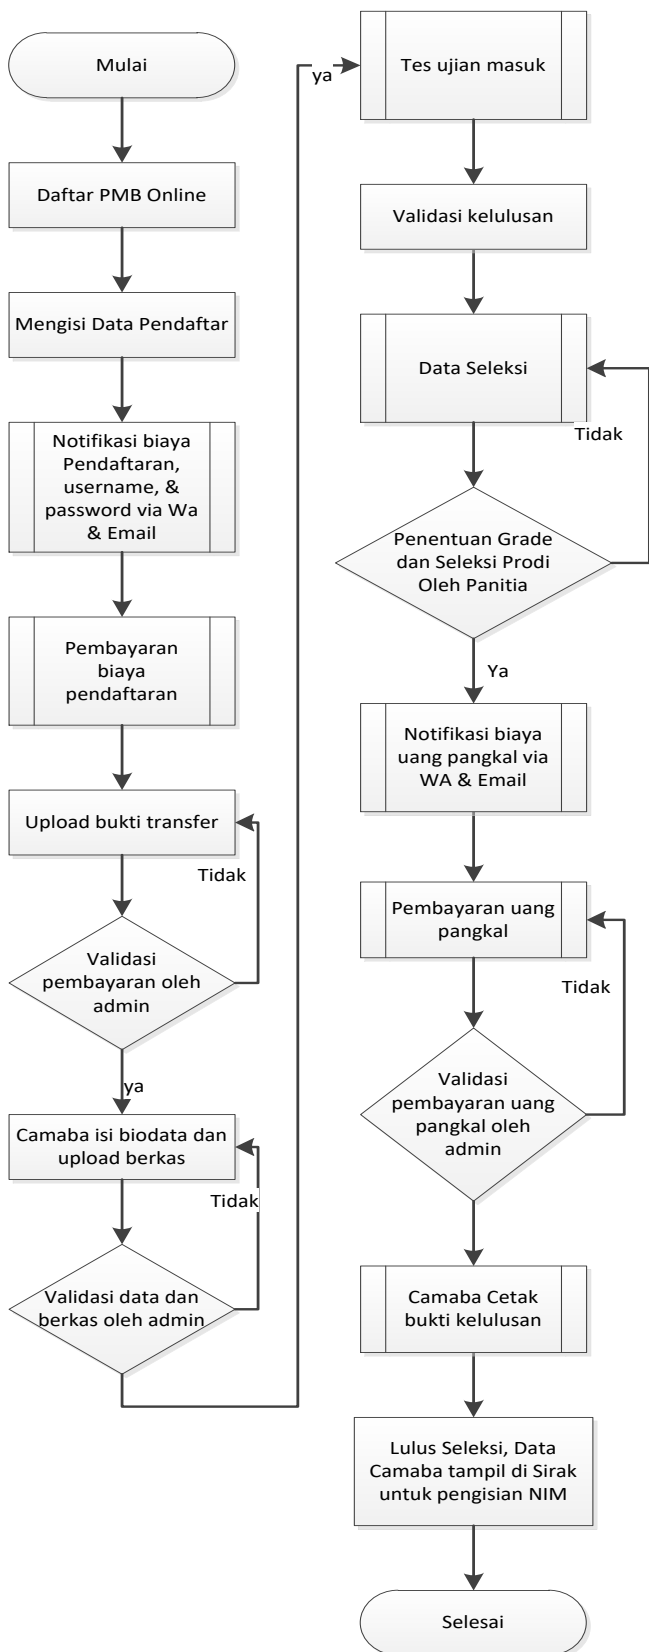 Mulai
Daftar PMB Online
Mengisi Data Pendaftar
Notifikasi biaya
Pendaftaran,
username, &
password via Wa
& Email
Pembayaran
biaya
pendaftaran
Upload bukti transfer
Tidak
Validasi
pembayaran oleh
admin
ya
Camaba isi biodata dan
upload berkas
Tidak
Validasi data dan
berkas oleh admin
ya
Tes ujian masuk
Validasi kelulusan
Data Seleksi
Tidak
Penentuan Grade
dan Seleksi Prodi
Oleh Panitia
Ya
Notifikasi biaya
uang pangkal via
WA & Email
Pembayaran uang
pangkal
Tidak
Validasi
pembayaran uang
pangkal oleh
admin
Camaba Cetak
bukti kelulusan
Lulus Seleksi, Data
Camaba tampil di Sirak
untuk pengisian NIM
Selesai